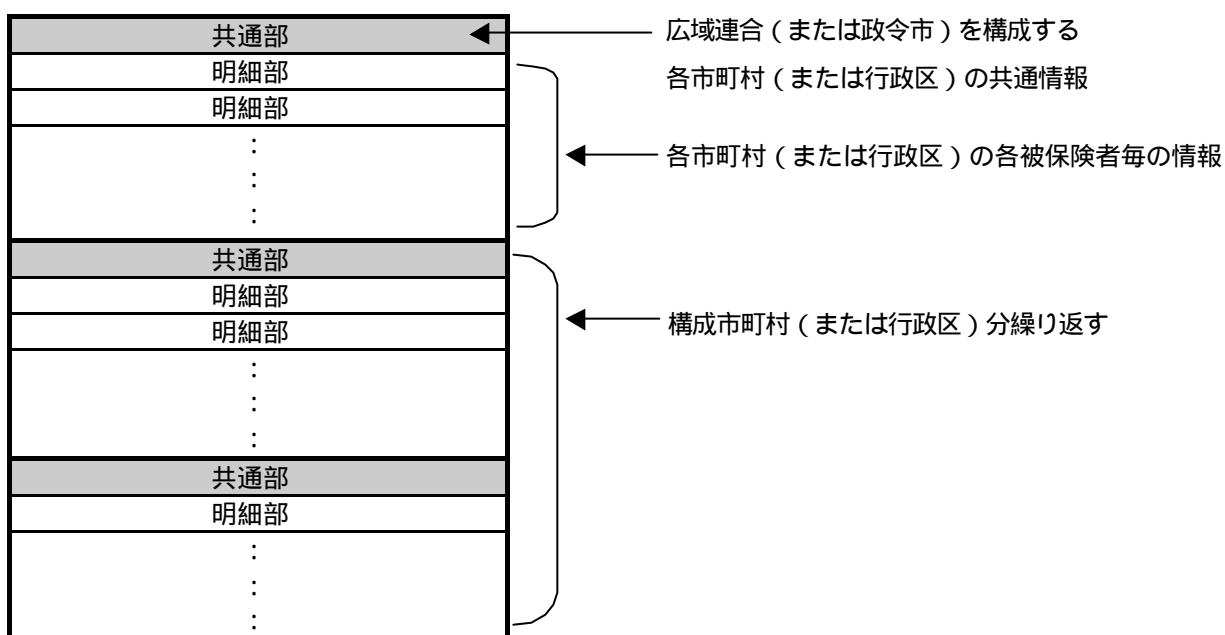 共通部
広域連合（または政令市）を構成する
各市町村（または行政区）の共通情報
明細部
明細部
：
：
：
各市町村（または行政区）の各被保険者毎の情報
共通部
明細部
明細部
：
：
：
構成市町村（または行政区）分繰り返す
共通部
明細部
：
：
：